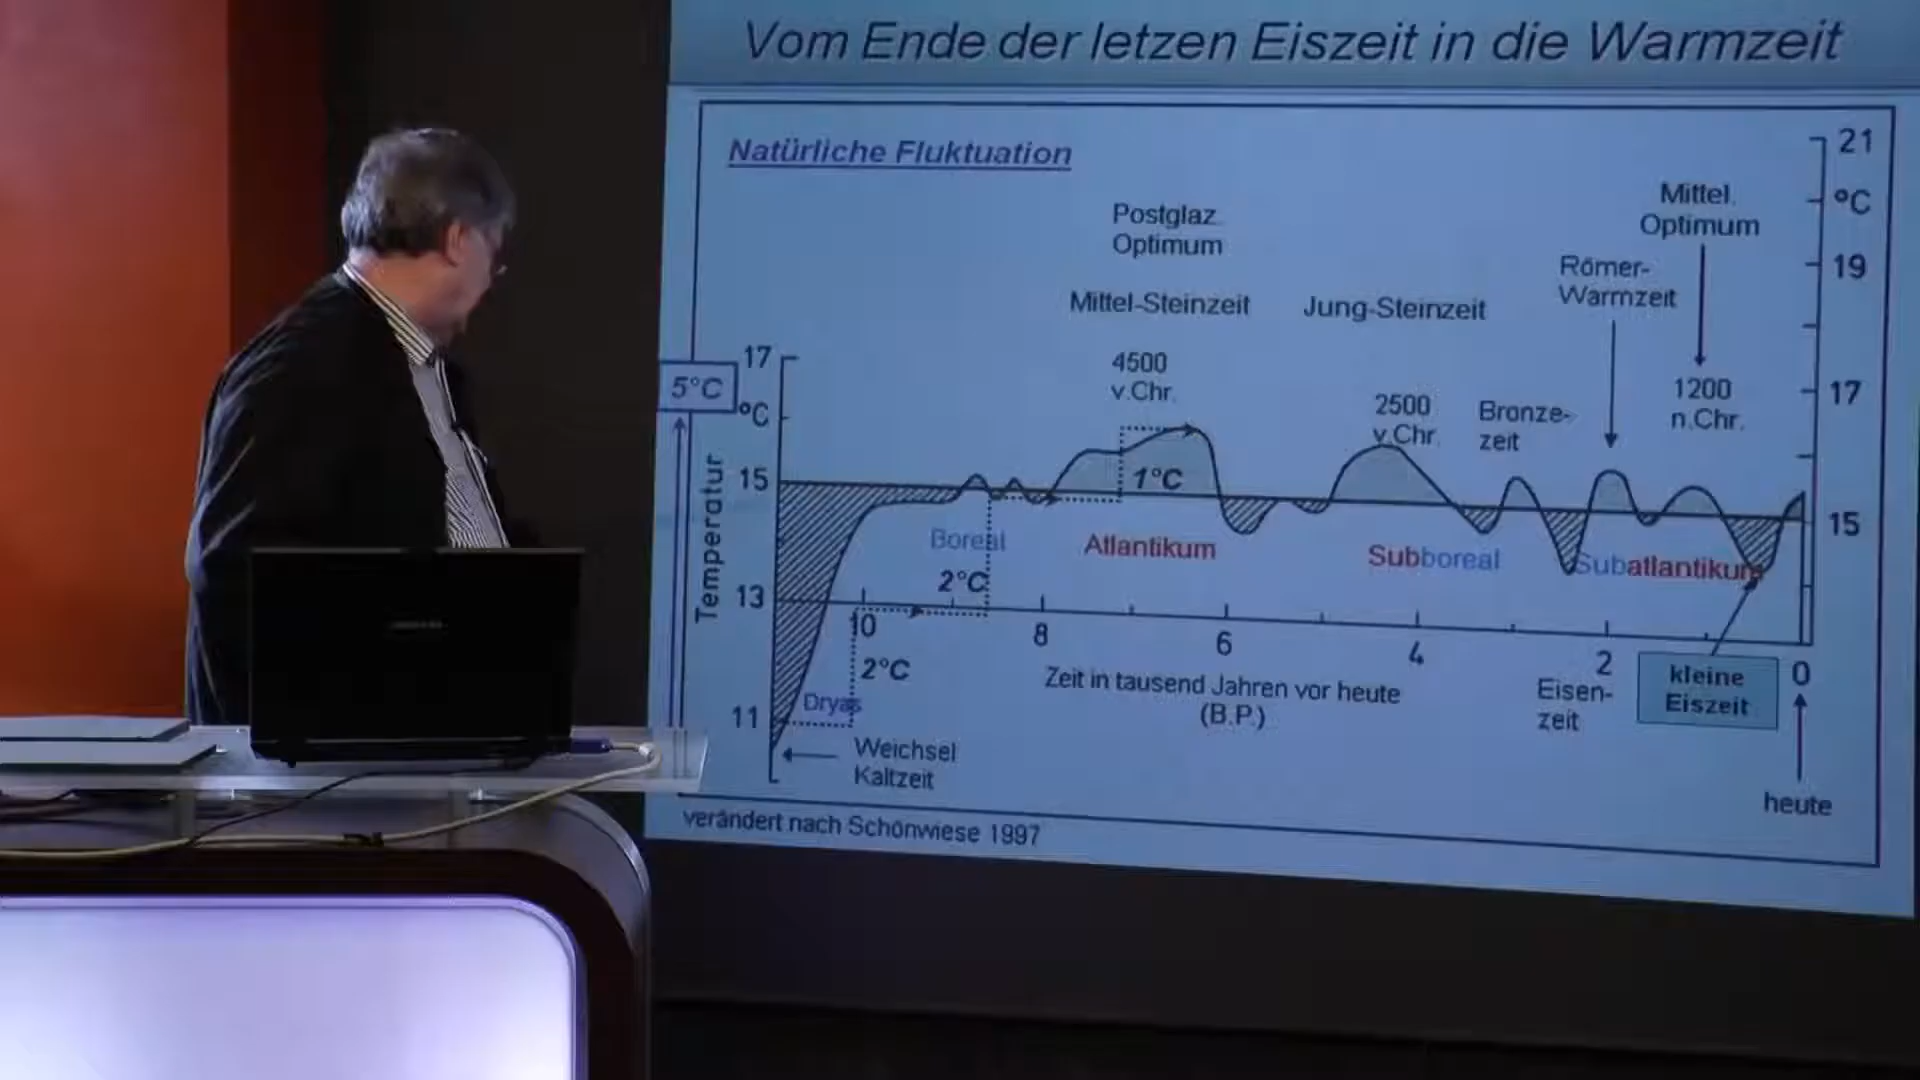 Vom Ende der letzen Eiszeit in die Warmzeit
Natürliche Fluktuation
21
°C
19
17
15
Mittel.
Optimum
Römer-
Warmzeit
Postglaz.
Optimum
Mittel-Steinzeit
Jung-Steinzeit
4500
v.Chr.
2500
v.Chr.
Bronze-
zeit
1200
n.Chr.
5°C
17
°C
15
13
11
Temperatur
1°C
Boreal
Atlantikum
Subboreal
Subatlantikum
2°C
10
8
6
4
2
0
2°C
Dryas
Zeit in tausend Jahren vor heute
(B.P.)
Eisen-
zeit
kleine
Eiszeit
Weichsel
Kaltzeit
heute
verändert nach Schönwiese 1997